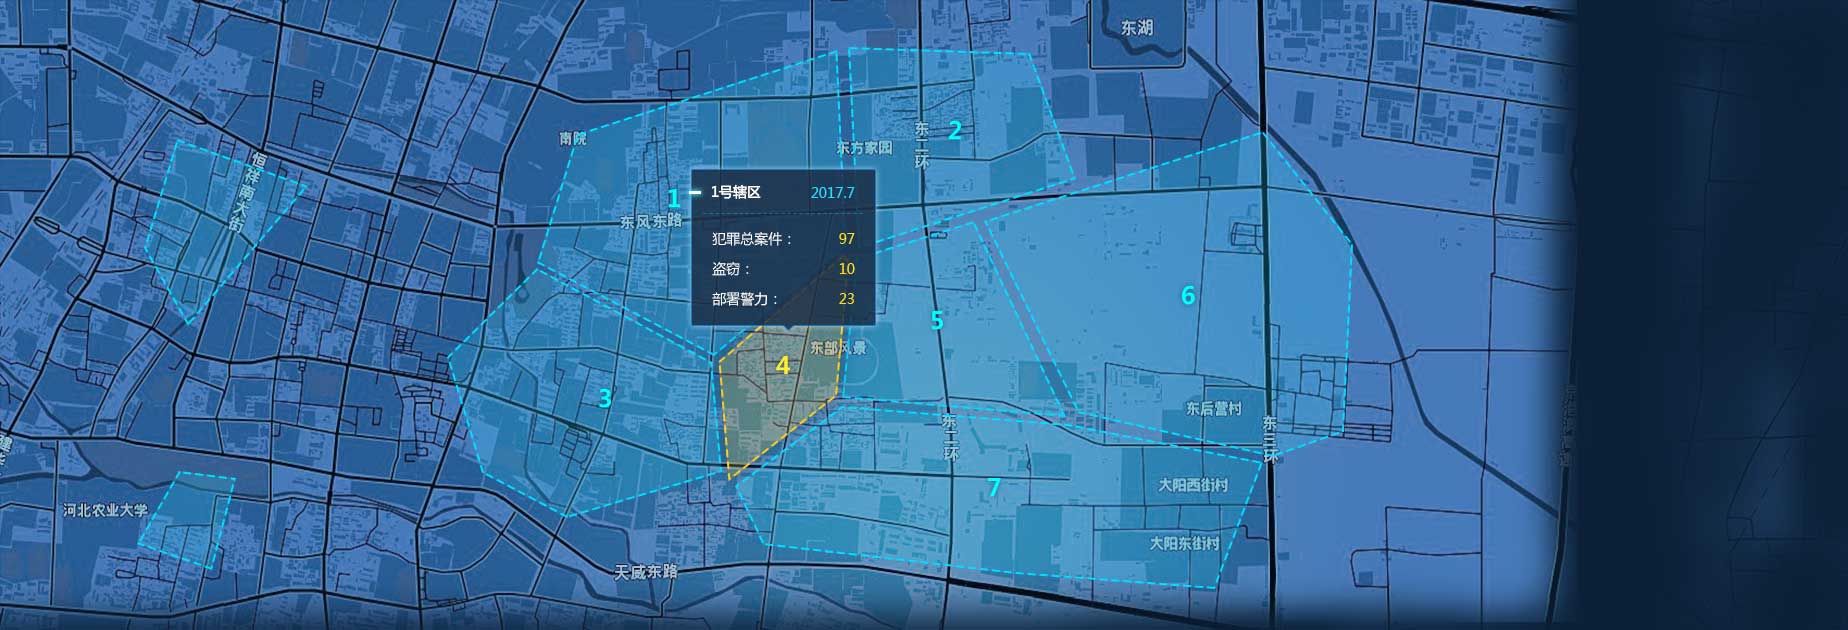 东湖
2
东二环
南院
东方家园
恒祥南大街
1
1号辖区 2017.7
东风东路
犯罪总案件： 97
盗窃： 10
部署警力： 23
6
5
东部风景
4
3
东后营村
东二环
东三环
7
大阳西街村
河北农业大学
大阳东街村
天威东路